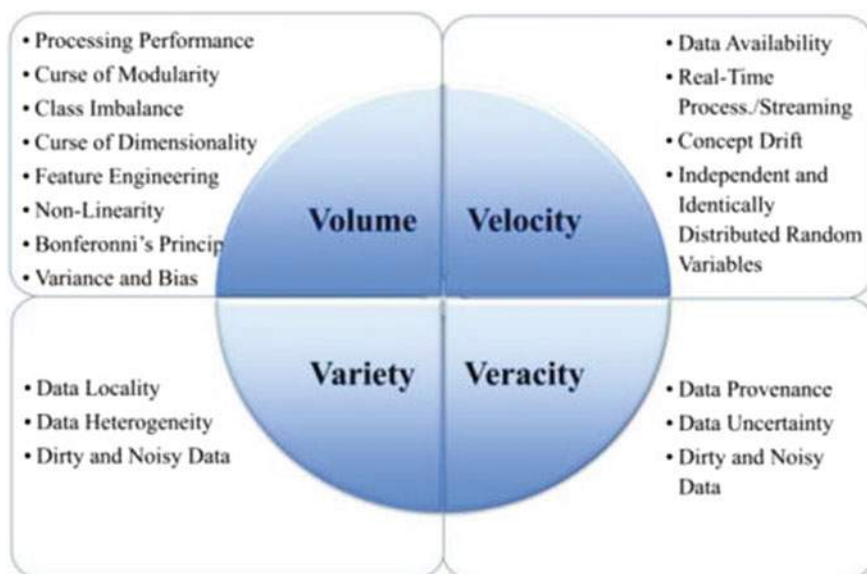 • Processing Performance
• Curse of Modularity
• Class Imbalance
• Curse of Dimensionality
• Feature Engineering
• Non-Linearity
• Bonferonni's Princip
• Variance and Bias
Volume
Velocity
• Data Availability
• Real-Time
Process./Streaming
• Concept Drift
• Independent and
Identically
Distributed Random
Variables
• Data Locality
• Data Heterogeneity
• Dirty and Noisy Data
Variety
Veracity
• Data Provenance
• Data Uncertainty
• Dirty and Noisy
Data